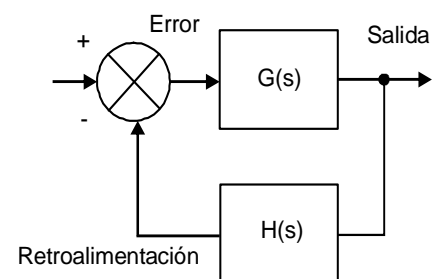 Error
Salida
+
G(s)
-
H(s)
Retroalimentación